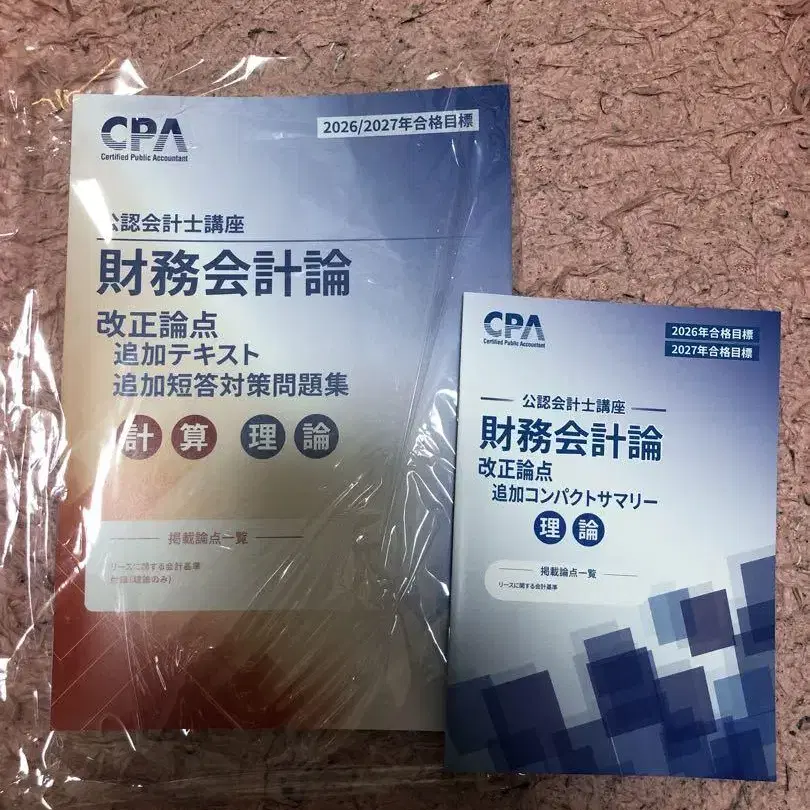 CPA
Certified Public Accountant
2026/2027年合格目標
公認会計士講座
財務会計論
改正論点
追加テキスト
追加短答対策問題集
計算 理論
掲載論点一覧
リースに関する会計基準
付録(理論のみ)
CPA
Certified Public Accountant
2026年合格目標
2027年合格目標
公認会計士講座
財務会計論
改正論点
追加コンパクトサマリー
理論
掲載論点一覧
リースに関する会計基準